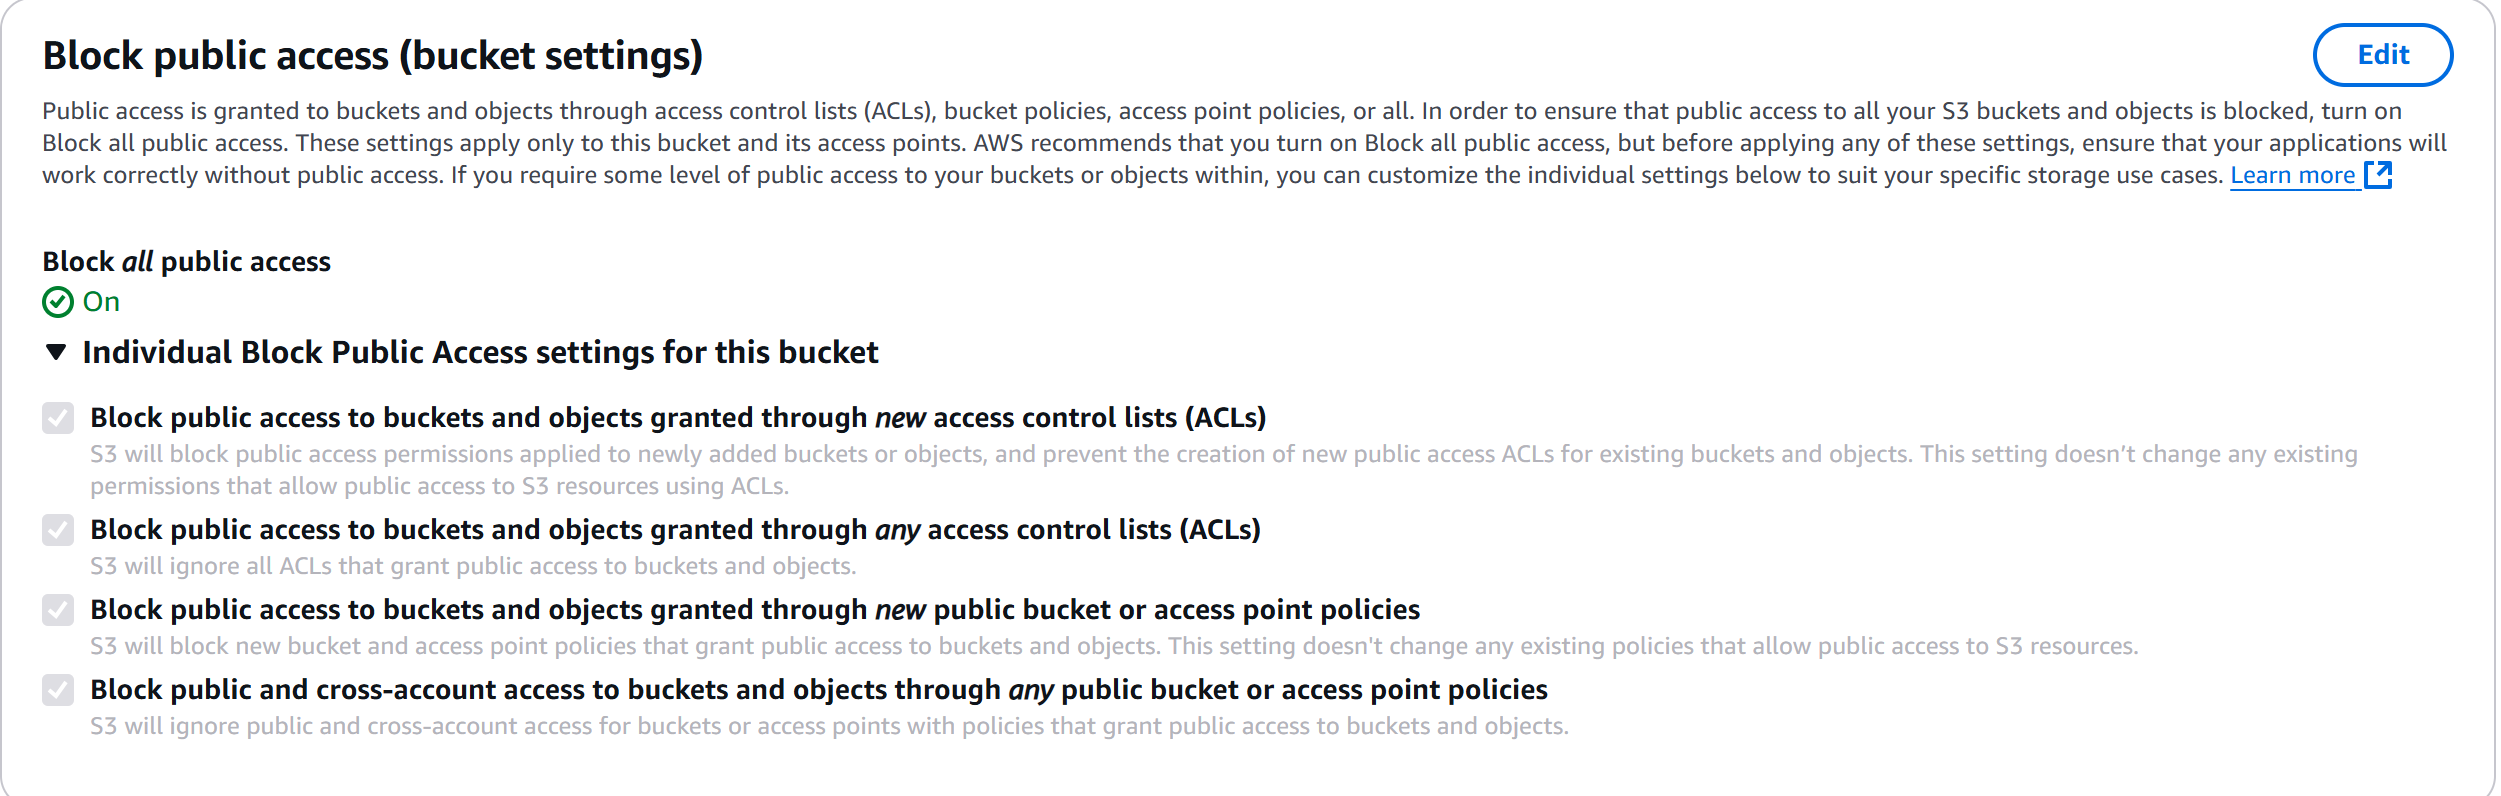 Block public access (bucket settings)
Edit
Public access is granted to buckets and objects through access control lists (ACLs), bucket policies, access point policies, or all. In order to ensure that public access to all your S3 buckets and objects is blocked, turn on
Block all public access. These settings apply only to this bucket and its access points. AWS recommends that you turn on Block all public access, but before applying any of these settings, ensure that your applications will
work correctly without public access. If you require some level of public access to your buckets or objects within, you can customize the individual settings below to suit your specific storage use cases. Learn more
Block all public access
On
Individual Block Public Access settings for this bucket
Block public access to buckets and objects granted through new access control lists (ACLs)
S3 will block public access permissions applied to newly added buckets or objects, and prevent the creation of new public access ACLs for existing buckets and objects. This setting doesn’t change any existing
permissions that allow public access to S3 resources using ACLs.
Block public access to buckets and objects granted through any access control lists (ACLs)
S3 will ignore all ACLs that grant public access to buckets and objects.
Block public access to buckets and objects granted through new public bucket or access point policies
S3 will block new bucket and access point policies that grant public access to buckets and objects. This setting doesn't change any existing policies that allow public access to S3 resources.
Block public and cross-account access to buckets and objects through any public bucket or access point policies
S3 will ignore public and cross-account access for buckets or access points with policies that grant public access to buckets and objects.